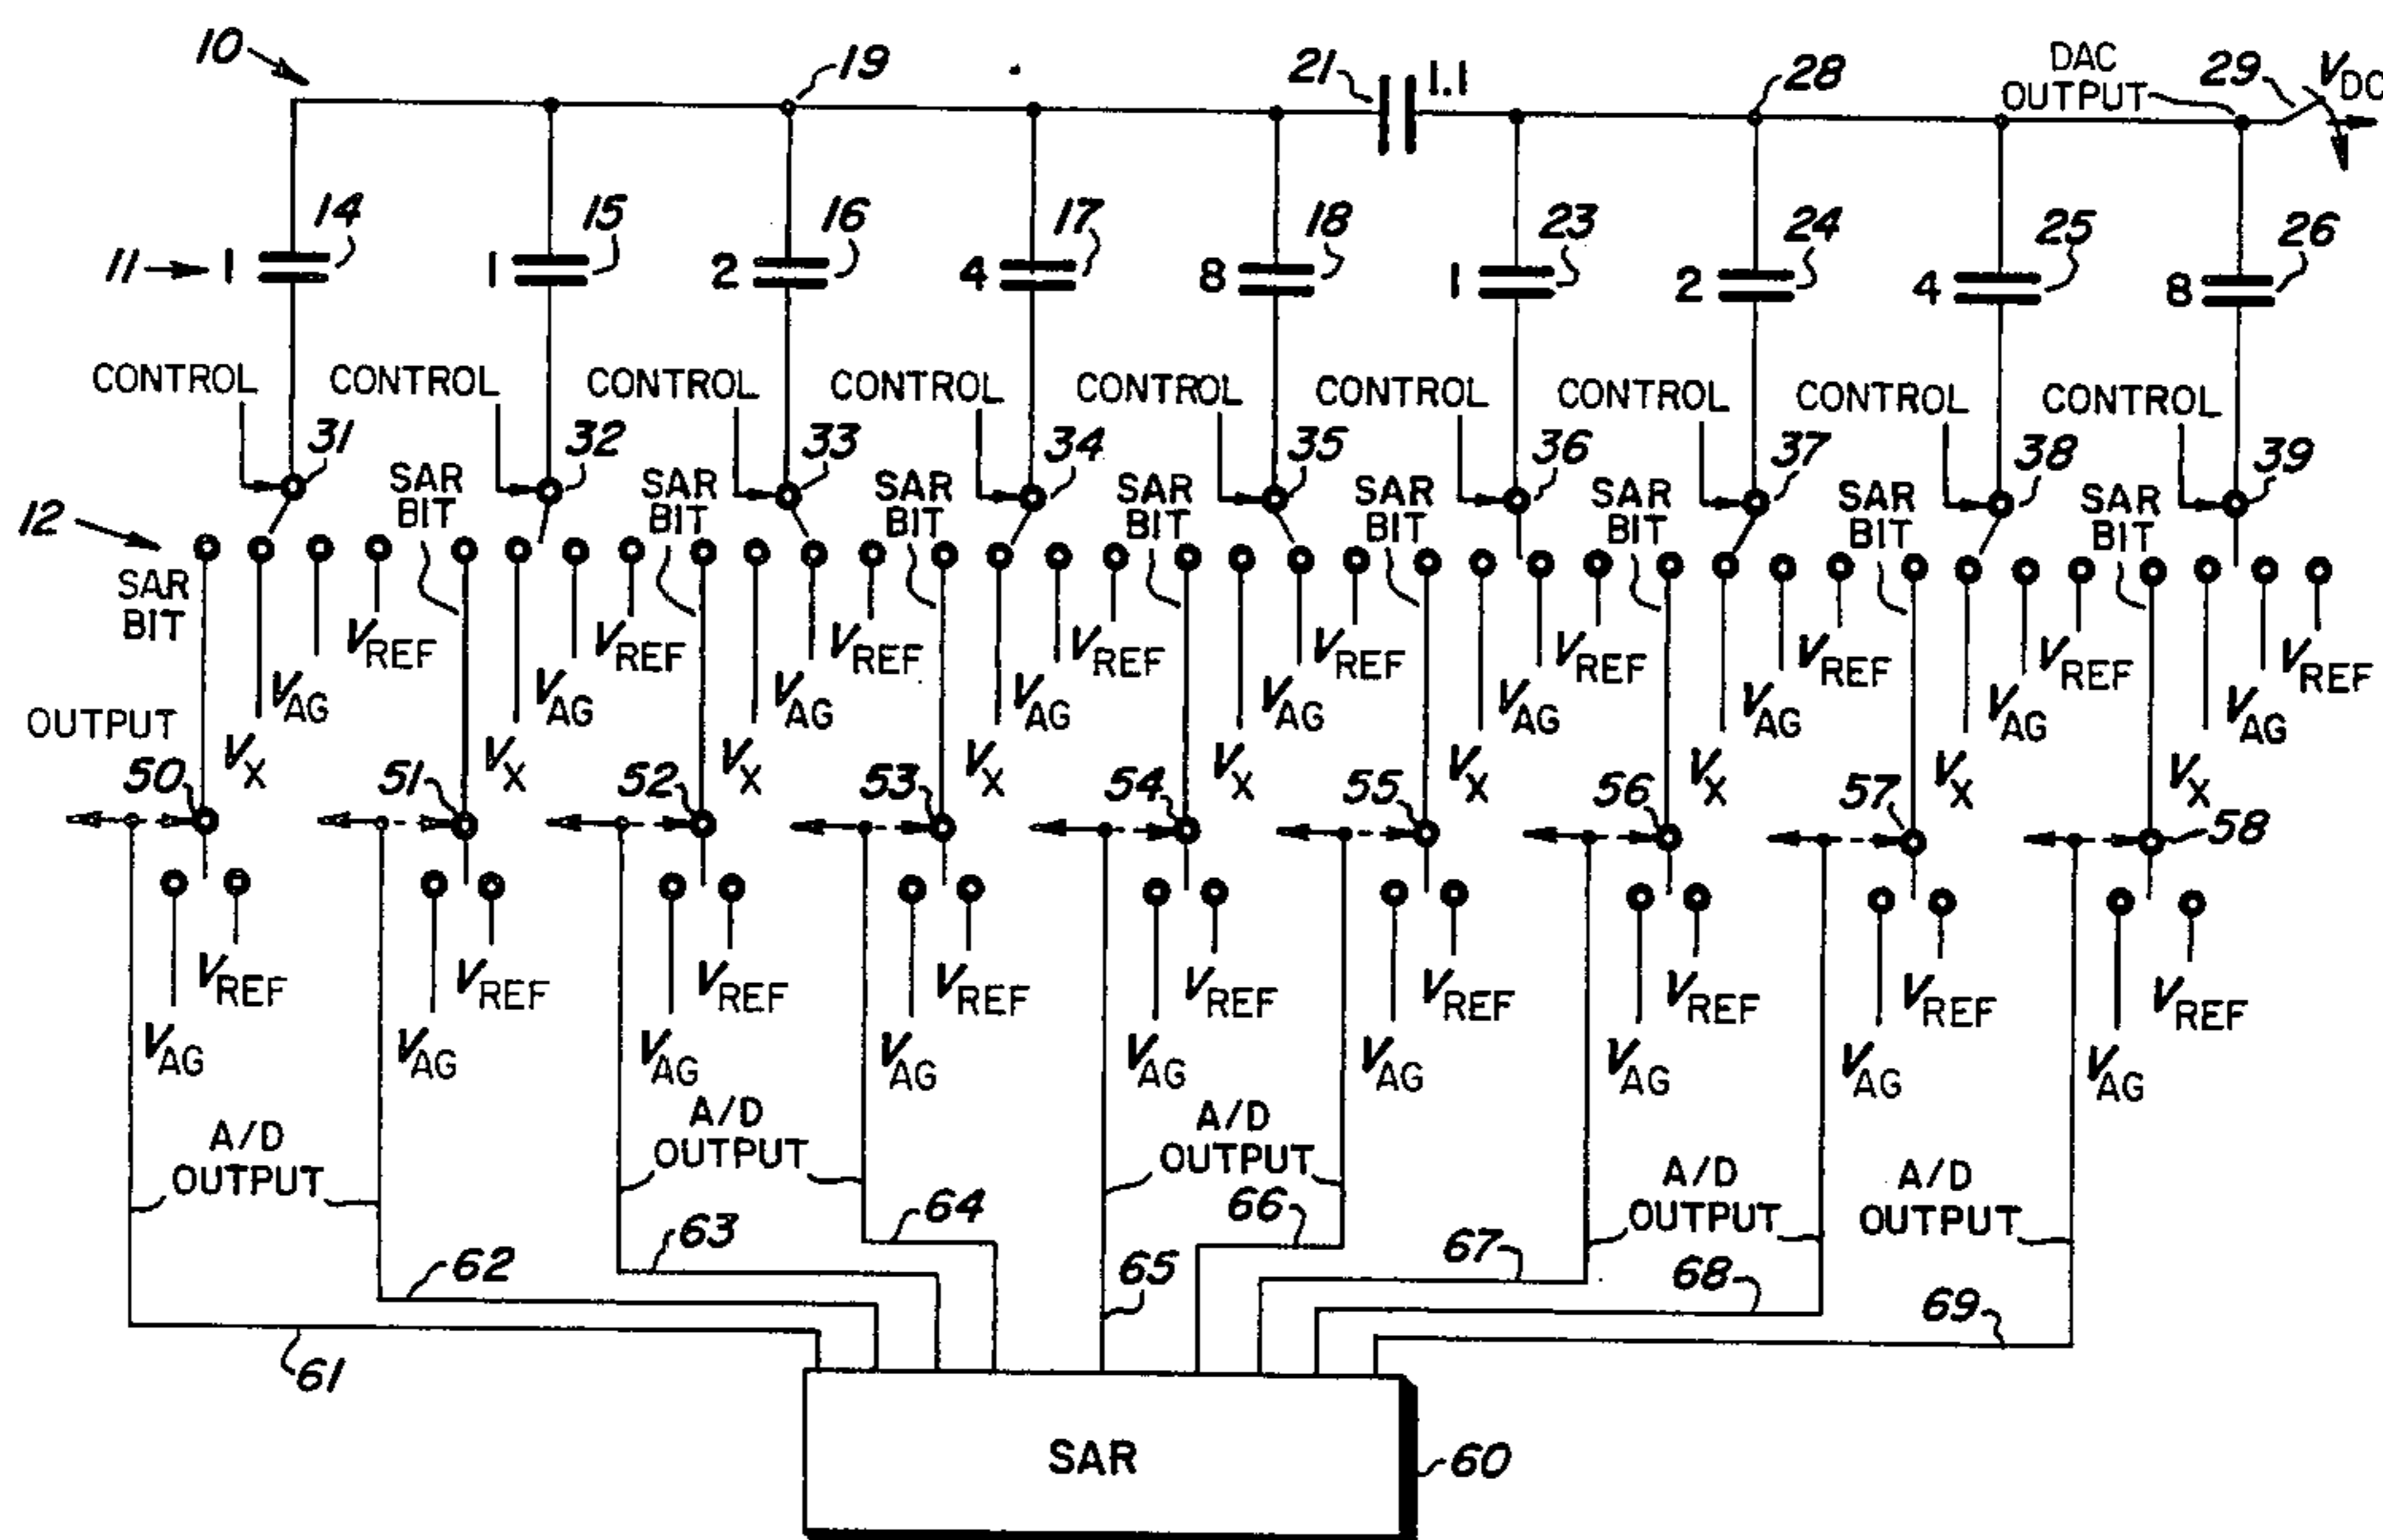 10
19
21
1.1
28
DAC OUTPUT
29
VDC
11
1
14
1
15
2
16
4
17
8
18
1
23
2
24
4
25
8
26
CONTROL
CONTROL
CONTROL
CONTROL
CONTROL
CONTROL
CONTROL
CONTROL
CONTROL
31
32
33
34
35
36
37
38
39
12
SAR BIT
SAR BIT
SAR BIT
SAR BIT
SAR BIT
SAR BIT
SAR BIT
SAR BIT
SAR BIT
VX
VAG
VREF
VX
VAG
VREF
VX
VAG
VREF
VX
VAG
VREF
VX
VAG
VREF
VX
VAG
VREF
VX
VAG
VREF
VX
VAG
VREF
VX
VAG
VREF
OUTPUT
50
51
52
53
54
55
56
57
58
VAG
VREF
VAG
VREF
VAG
VREF
VAG
VREF
VAG
VREF
VAG
VREF
VAG
VREF
VAG
VREF
VAG
VREF
A/D OUTPUT
A/D OUTPUT
A/D OUTPUT
A/D OUTPUT
A/D OUTPUT
61
62
63
64
65
66
67
68
69
SAR
60